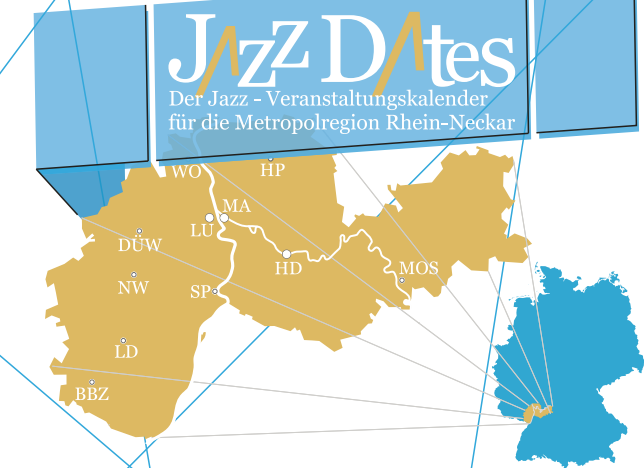 Jazz Dates
Der Jazz - Veranstaltungskalender
für die Metropolregion Rhein-Neckar
WO
HP
MA
LU
DÜW
HD
MOS
NW
SP
LD
BBZ